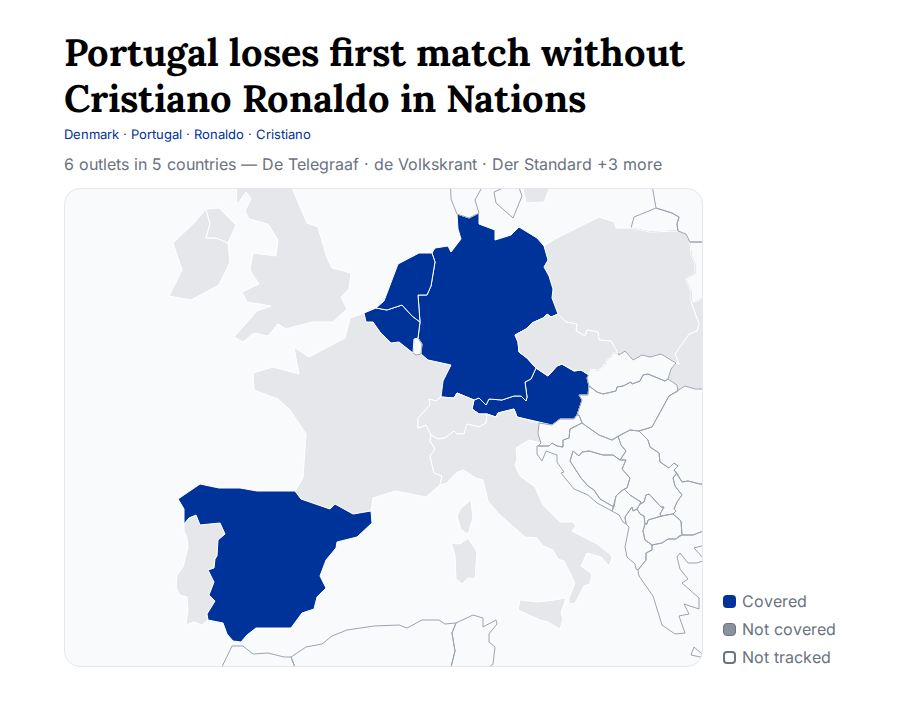 Portugal loses first match without
Cristiano Ronaldo in Nations
Denmark · Portugal · Ronaldo · Cristiano
6 outlets in 5 countries — De Telegraaf · de Volkskrant · Der Standard +3 more
Covered
Not covered
Not tracked